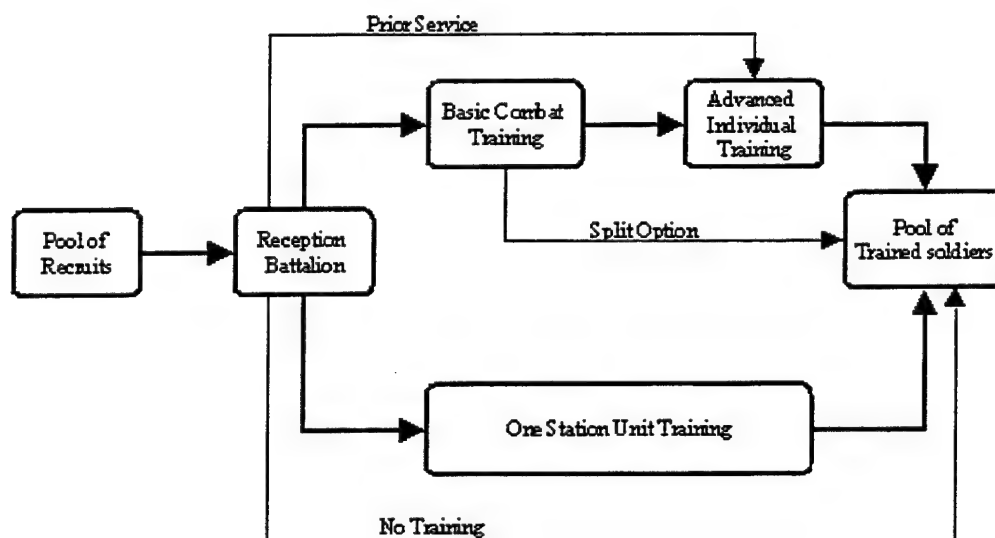 Prior Service
Basic Combat
Training
Advanced
Individual
Training
Pool of
Recruits
Reception
Battalion
Split Option
Pool of
Trained soldiers
One Station Unit Training
No Training